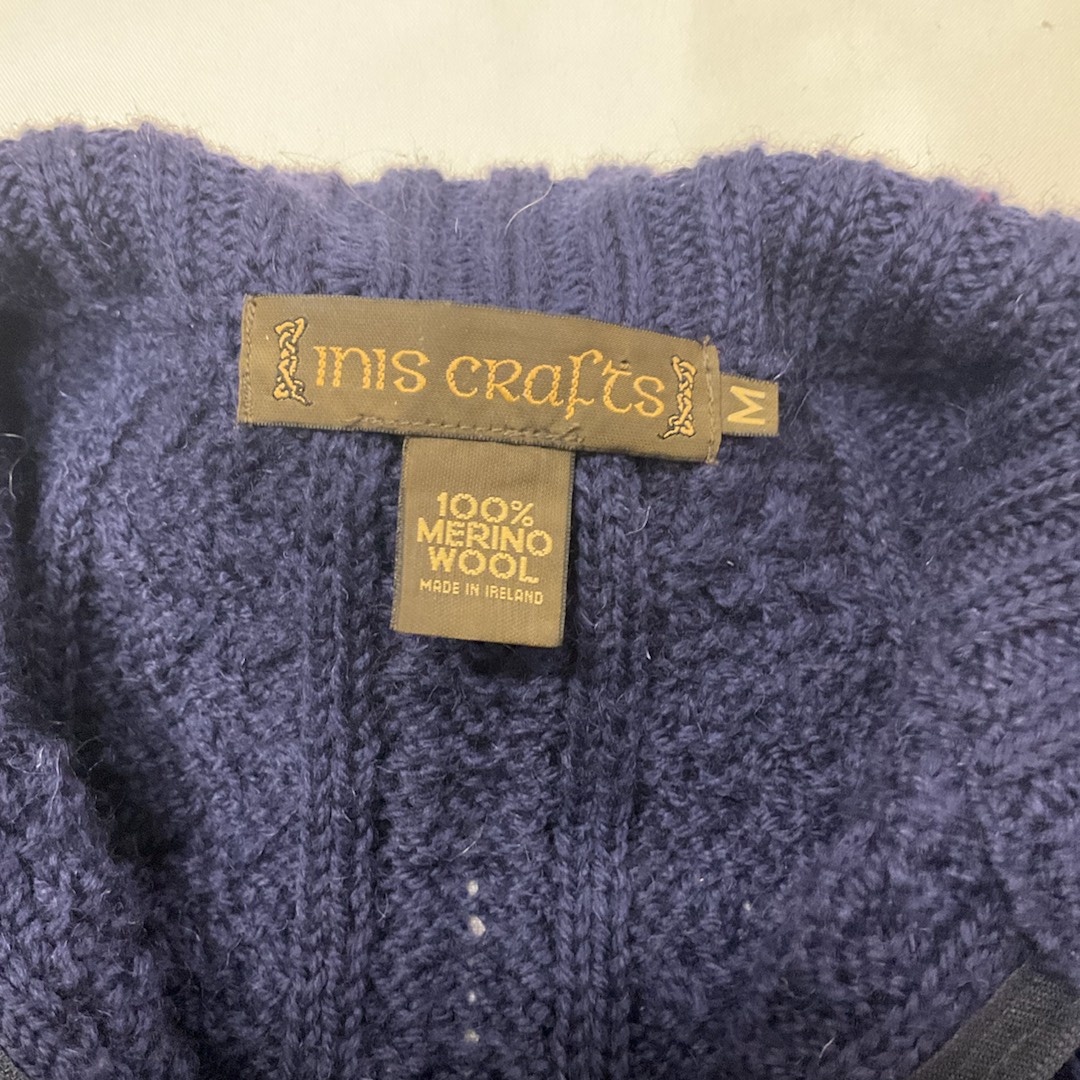 INIS CRAFTS
M
100%
MERINO
WOOL
MADE IN IRELAND